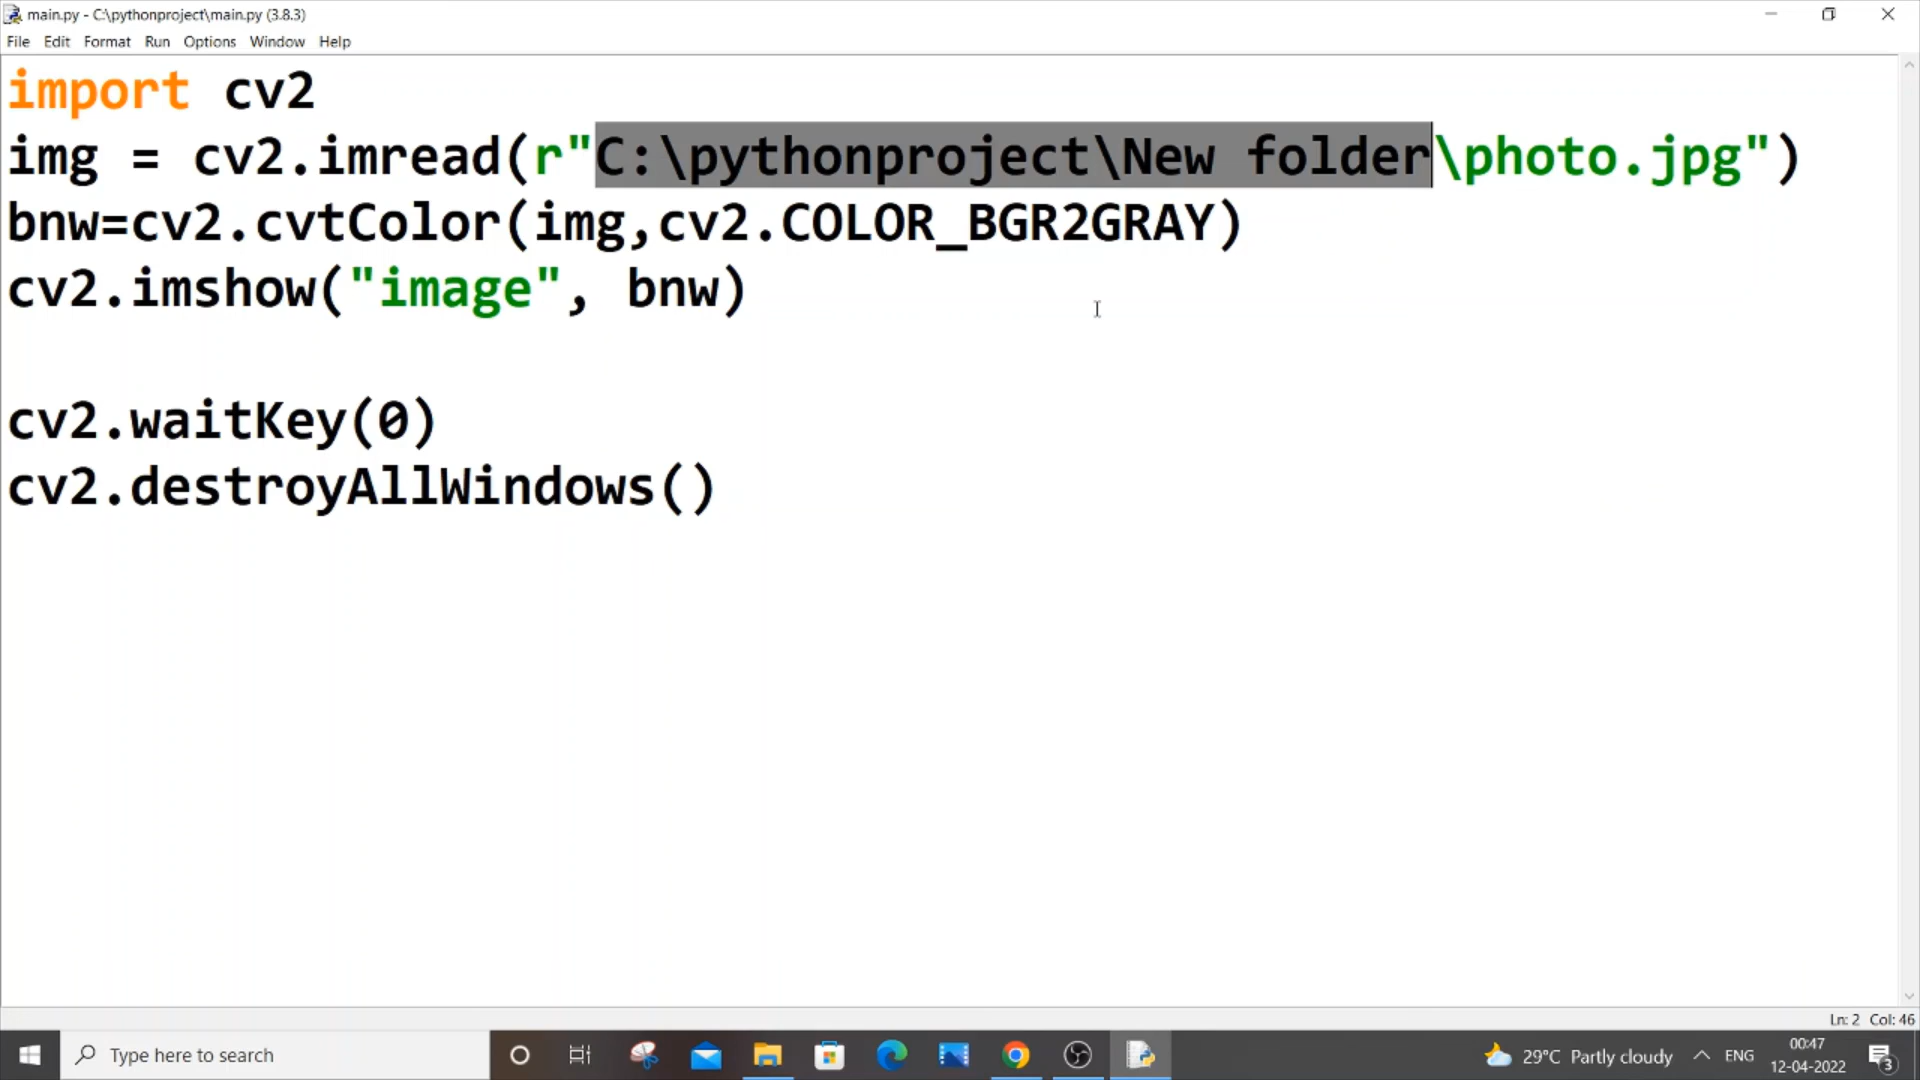 main.py - C:\pythonproject\main.py (3.8.3)
File Edit Format Run Options Window Help
import cv2
img = cv2.imread(r"C:\pythonproject\New folder\photo.jpg")
bnw=cv2.cvtColor(img,cv2.COLOR_BGR2GRAY)
cv2.imshow("image", bnw)
cv2.waitKey(0)
cv2.destroyAllWindows()
Ln: 2 Col: 46
Type here to search
29°C Partly cloudy
ENG
00:47
12-04-2022
3